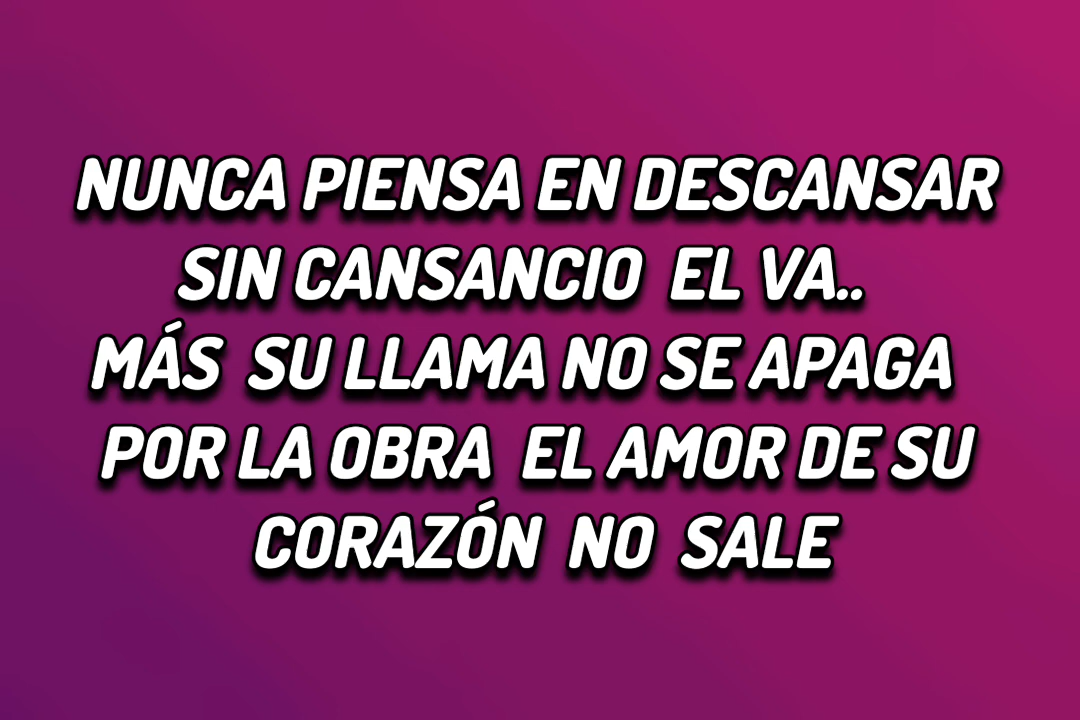 NUNCA PIENSA EN DESCANSAR
SIN CANSANCIO EL VA..
MÁS SU LLAMA NO SE APAGA
POR LA OBRA EL AMOR DE SU
CORAZÓN NO SALE